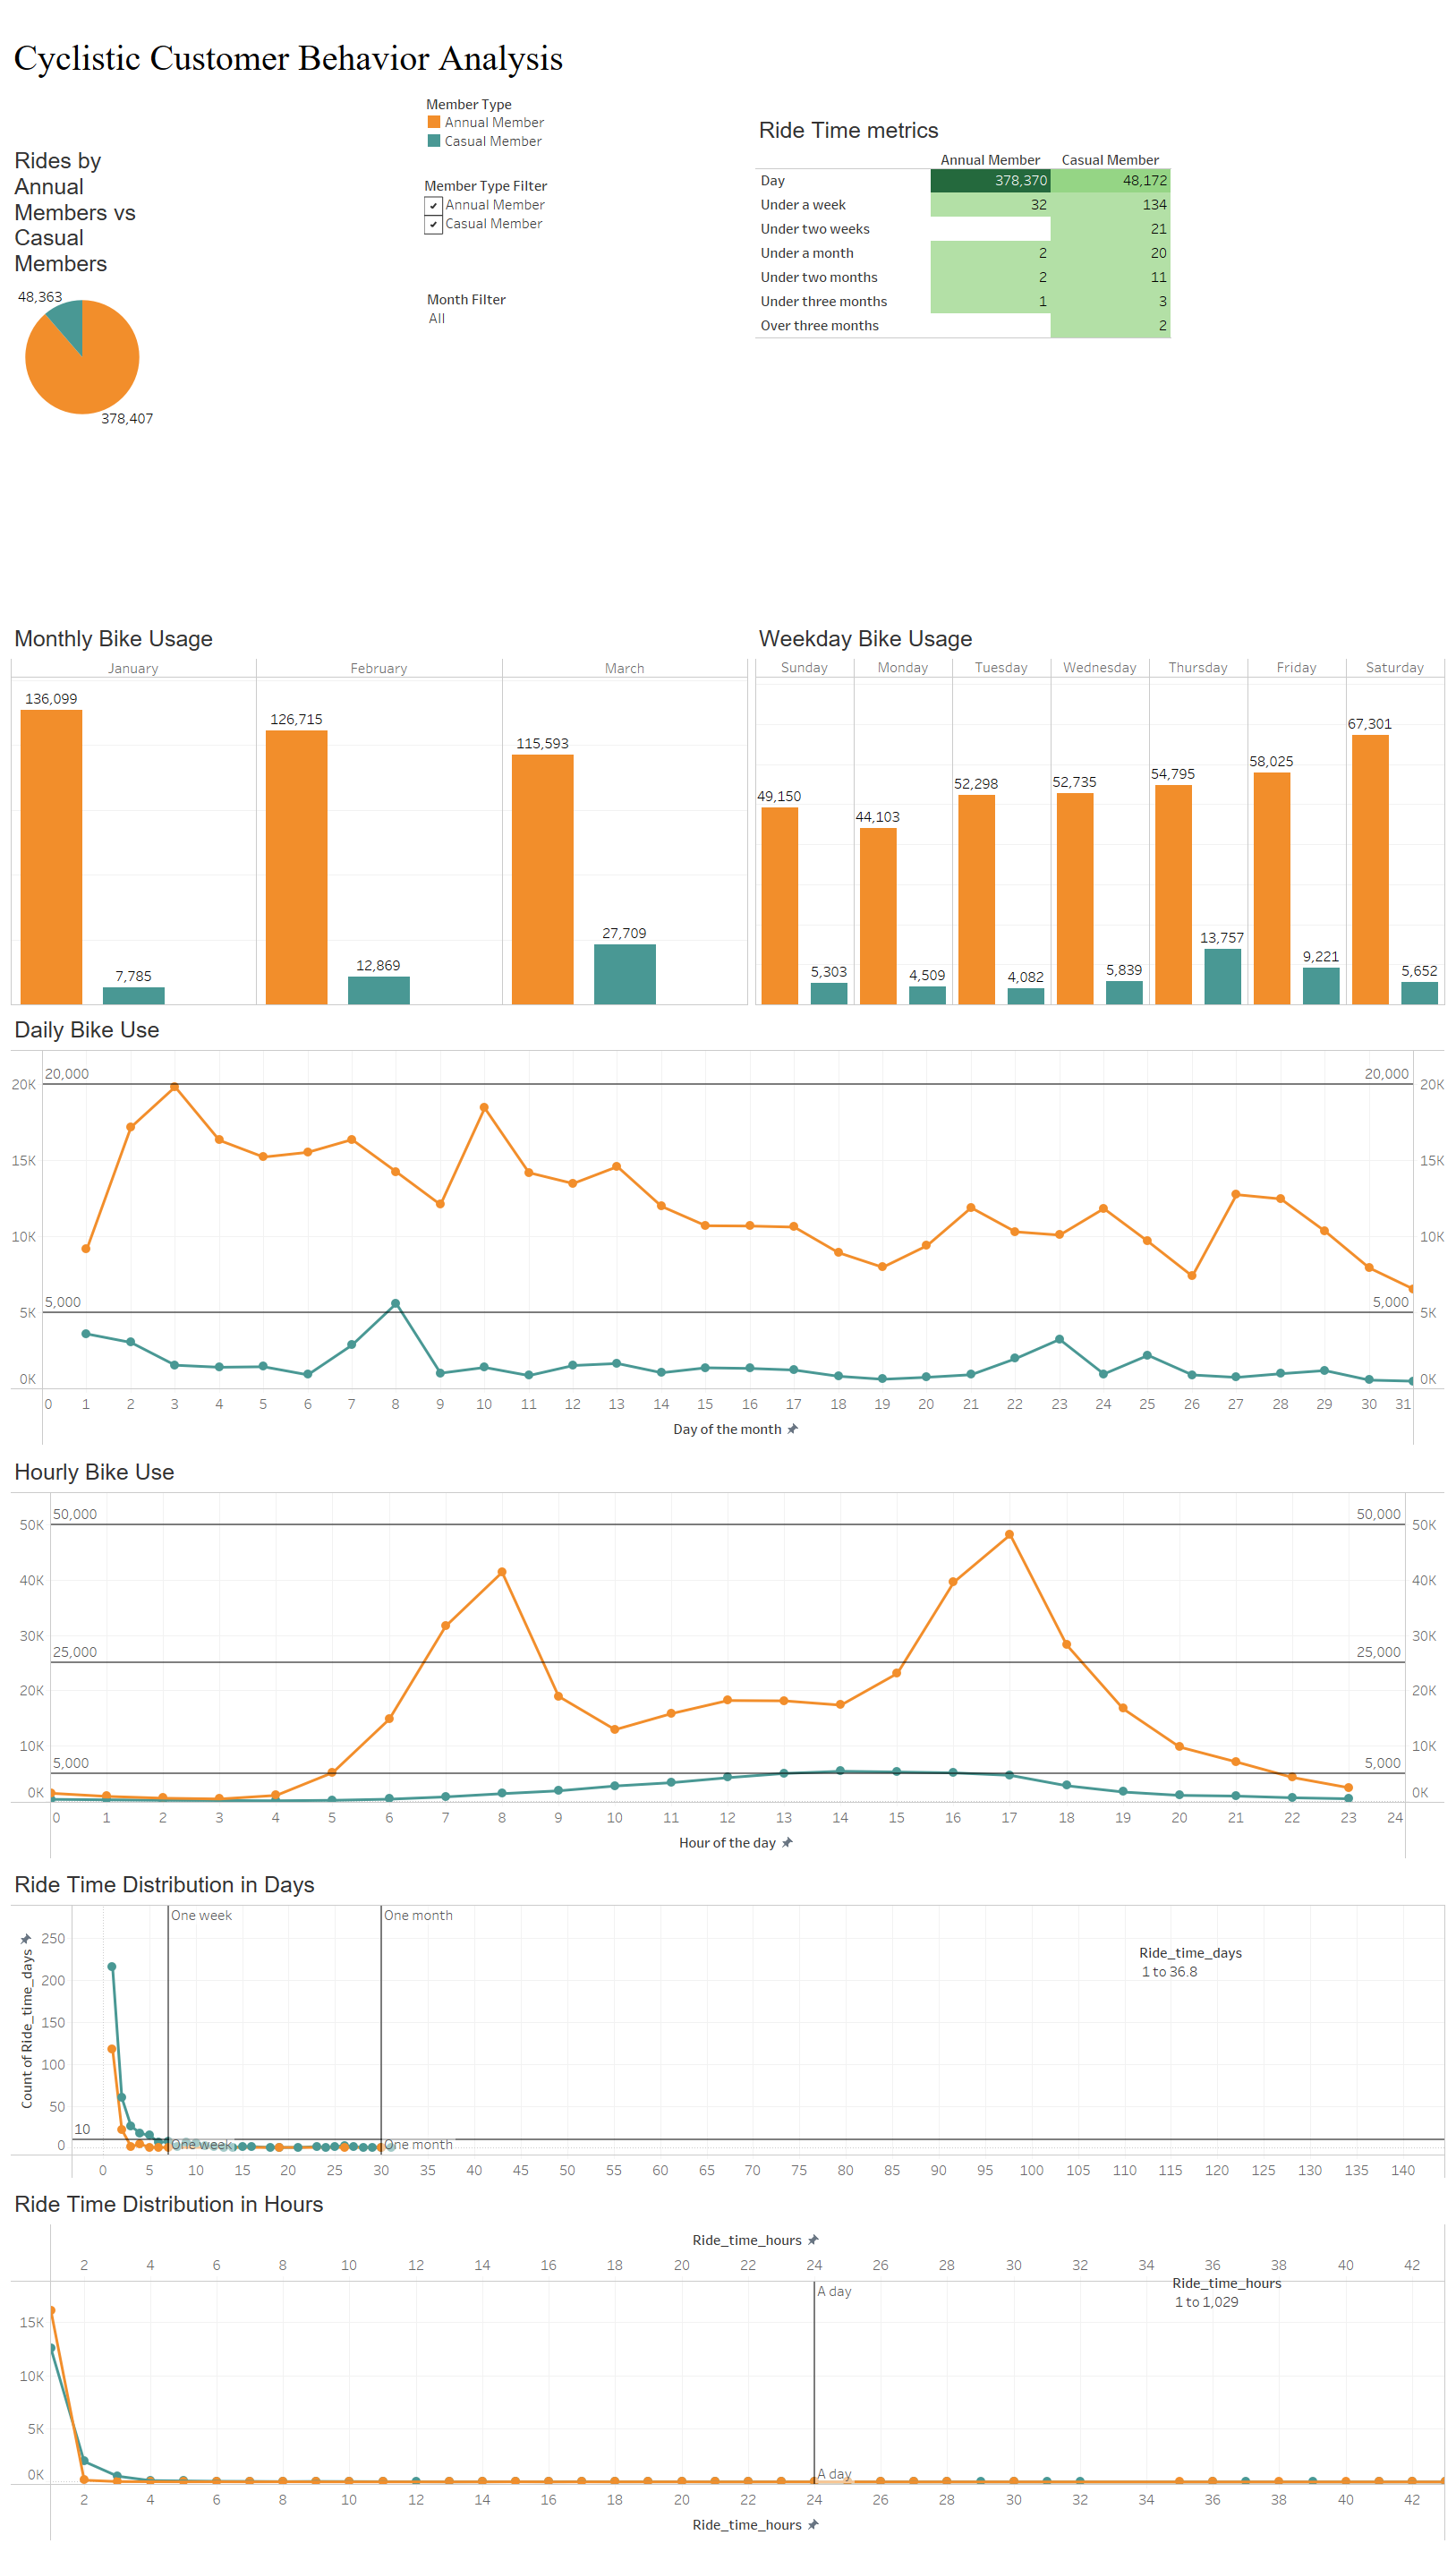 Cyclistic Customer Behavior Analysis
Rides by
Annual
Members vs
Casual
Members
48,363
378,407
Member Type
Annual Member
Casual Member
Member Type Filter
Annual Member
Casual Member
Month Filter
All
Ride Time metrics
Annual Member Casual Member
Day 378,370 48,172
Under a week 32 134
Under two weeks 21
Under a month 2 20
Under two months 2 11
Under three months 1 3
Over three months 2
Monthly Bike Usage
January February March
136,099 126,715 115,593
7,785 12,869 27,709
Weekday Bike Usage
Sunday Monday Tuesday Wednesday Thursday Friday Saturday
49,150 44,103 52,298 52,735 54,795 58,025 67,301
5,303 4,509 4,082 5,839 13,757 9,221 5,652
Daily Bike Use
20,000 20,000
20K 20K
15K 15K
10K 10K
5,000 5,000
5K 5K
0K 0K
0 1 2 3 4 5 6 7 8 9 10 11 12 13 14 15 16 17 18 19 20 21 22 23 24 25 26 27 28 29 30 31
Day of the month
Hourly Bike Use
50,000 50,000
50K 50K
40K 40K
30K 30K
25,000 25,000
20K 20K
10K 10K
5,000 5,000
0K 0K
0 1 2 3 4 5 6 7 8 9 10 11 12 13 14 15 16 17 18 19 20 21 22 23 24
Hour of the day
Ride Time Distribution in Days
One week One month
Count of Ride_time_days
250
200
150
100
50
10
0
Ride_time_days
1 to 36.8
One week One month
0 5 10 15 20 25 30 35 40 45 50 55 60 65 70 75 80 85 90 95 100 105 110 115 120 125 130 135 140
Ride Time Distribution in Hours
Ride_time_hours
2 4 6 8 10 12 14 16 18 20 22 24 26 28 30 32 34 36 38 40 42
A day
Ride_time_hours
1 to 1,029
15K
10K
5K
0K
A day
2 4 6 8 10 12 14 16 18 20 22 24 26 28 30 32 34 36 38 40 42
Ride_time_hours